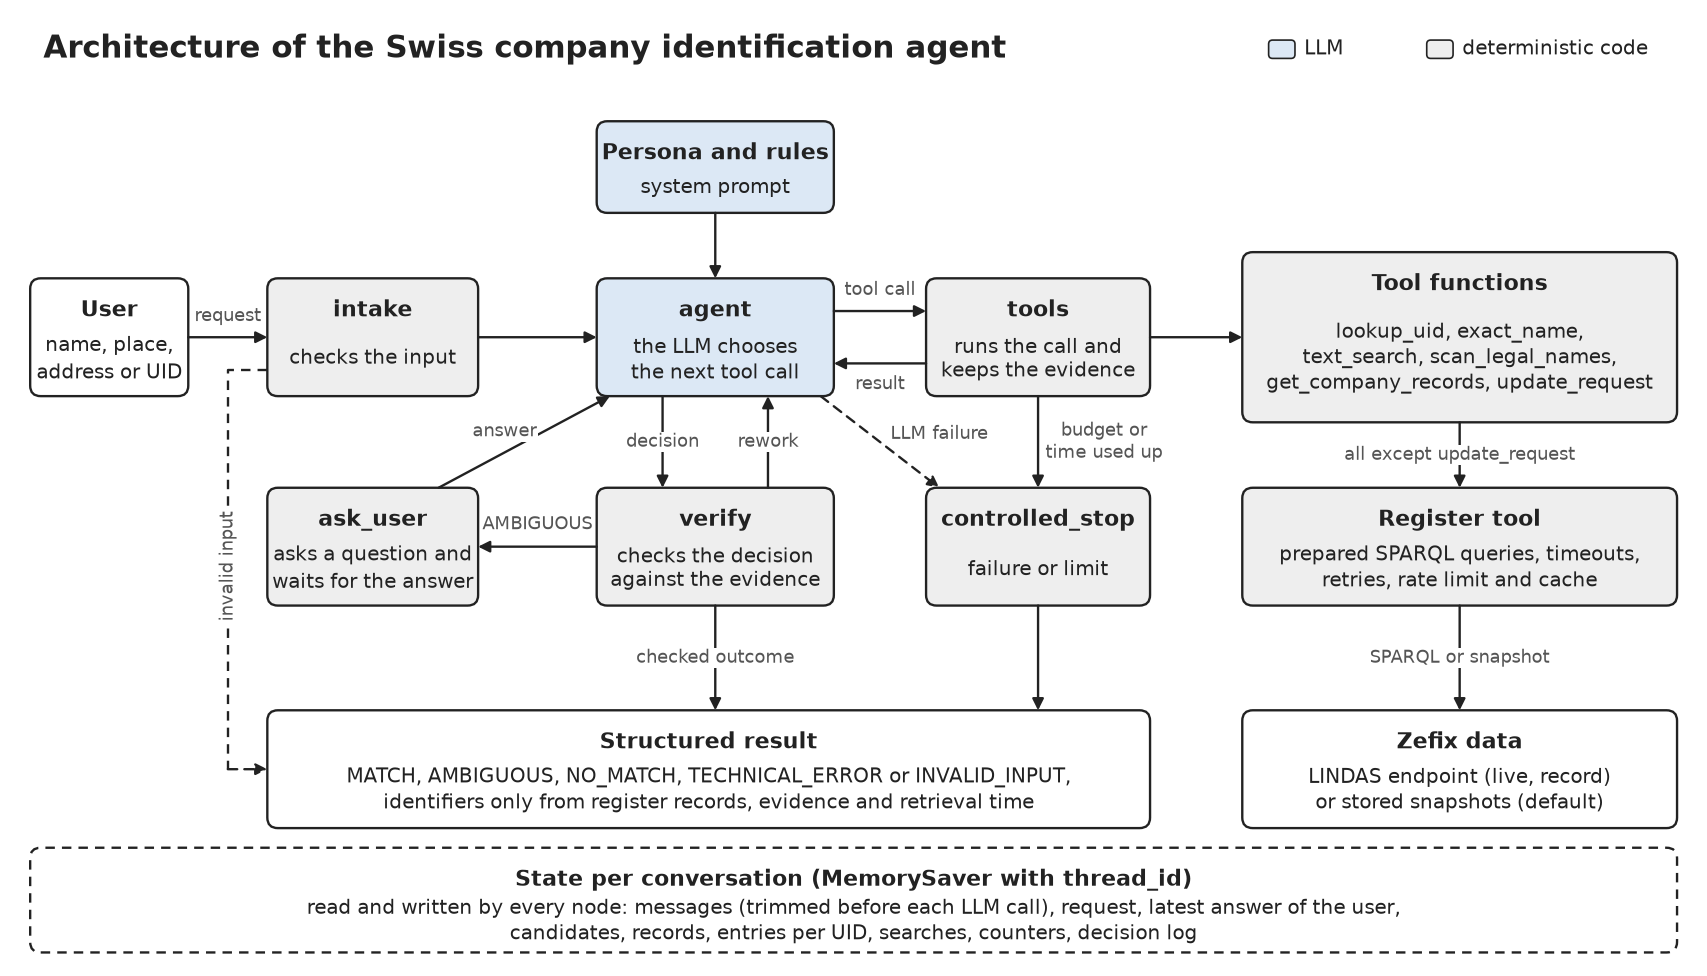 Architecture of the Swiss company identification agent
LLM
deterministic code
Persona and rules
system prompt
User
name, place,
address or UID
request
intake
checks the input
agent
the LLM chooses
the next tool call
tool call
result
tools
runs the call and
keeps the evidence
Tool functions
lookup_uid, exact_name,
text_search, scan_legal_names,
get_company_records, update_request
answer
decision
rework
LLM failure
budget or
time used up
all except update_request
invalid input
ask_user
asks a question and
waits for the answer
AMBIGUOUS
verify
checks the decision
against the evidence
controlled_stop
failure or limit
Register tool
prepared SPARQL queries, timeouts,
retries, rate limit and cache
checked outcome
SPARQL or snapshot
Structured result
MATCH, AMBIGUOUS, NO_MATCH, TECHNICAL_ERROR or INVALID_INPUT,
identifiers only from register records, evidence and retrieval time
Zefix data
LINDAS endpoint (live, record)
or stored snapshots (default)
State per conversation (MemorySaver with thread_id)
read and written by every node: messages (trimmed before each LLM call), request, latest answer of the user,
candidates, records, entries per UID, searches, counters, decision log